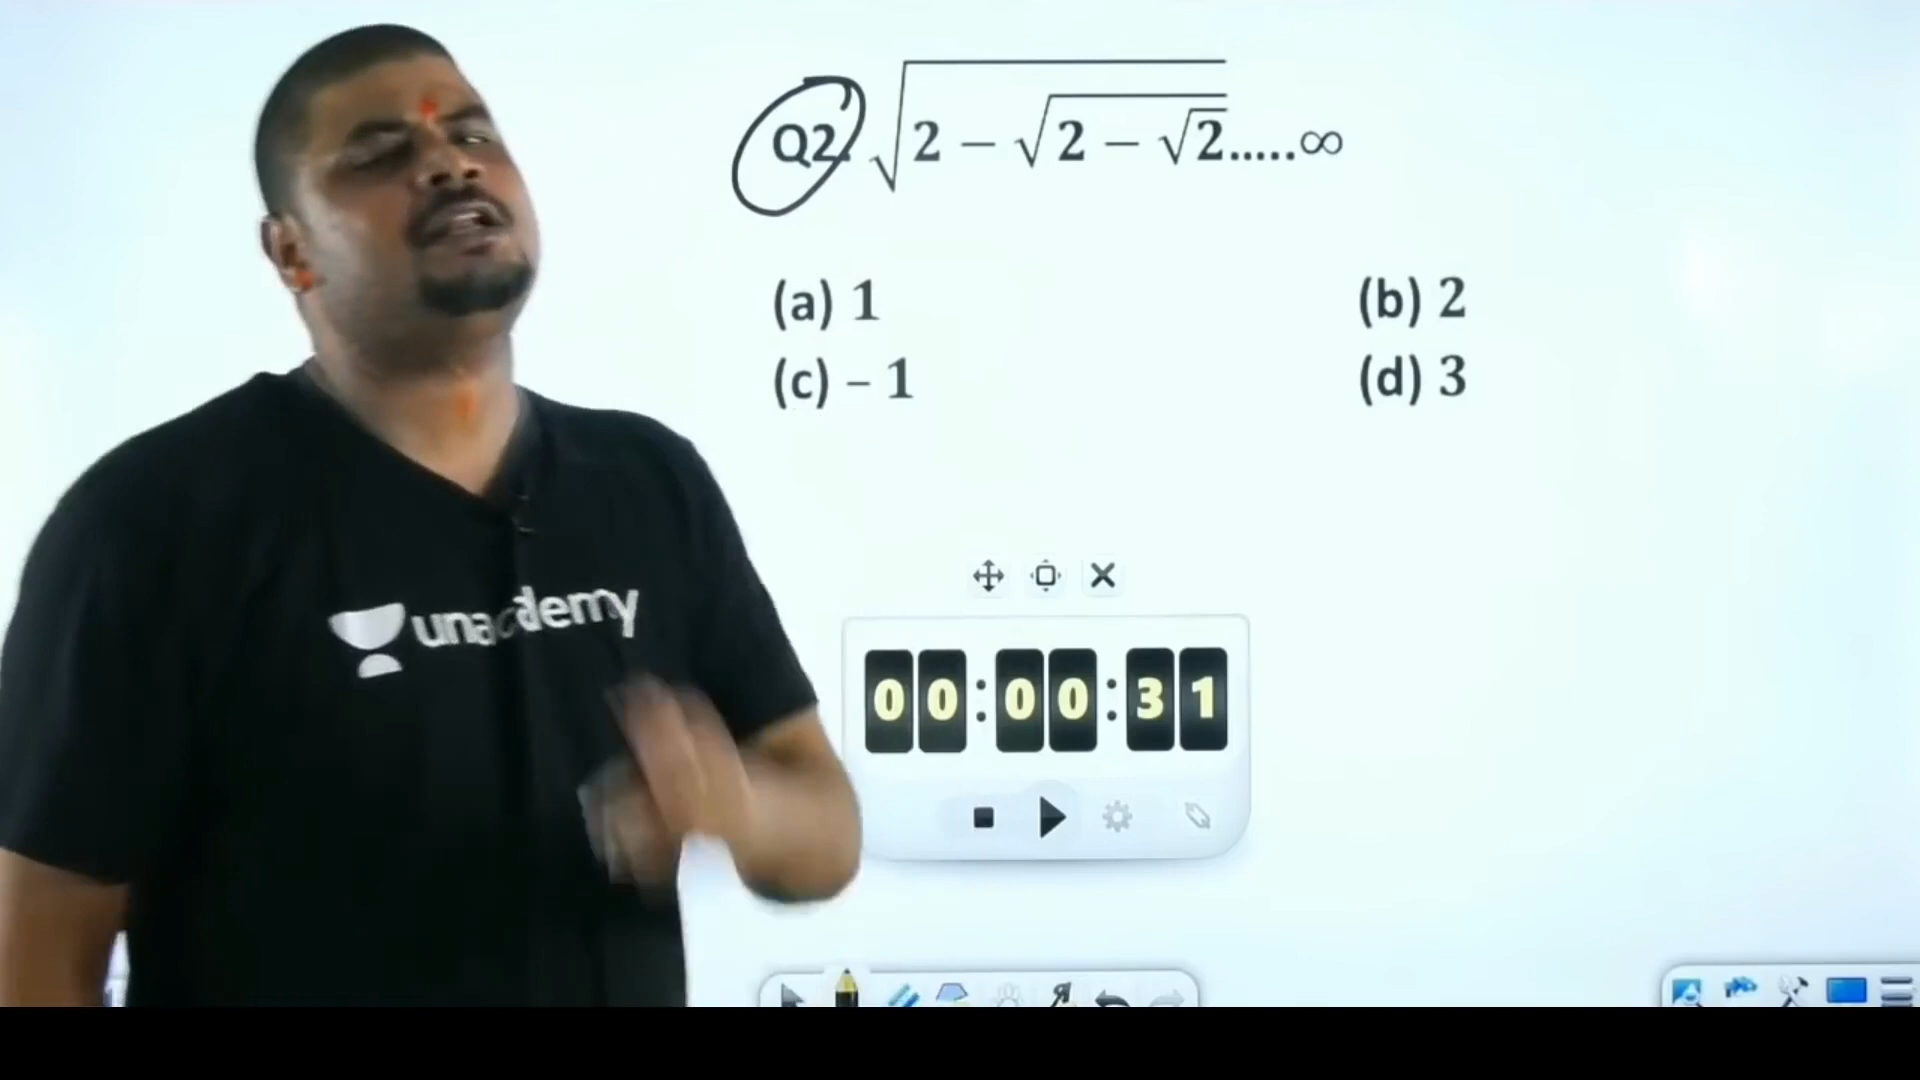 Q2. √2 − √2 − √2.....∞
(a) 1
(b) 2
(c) – 1
(d) 3
unacademy
00:00:31